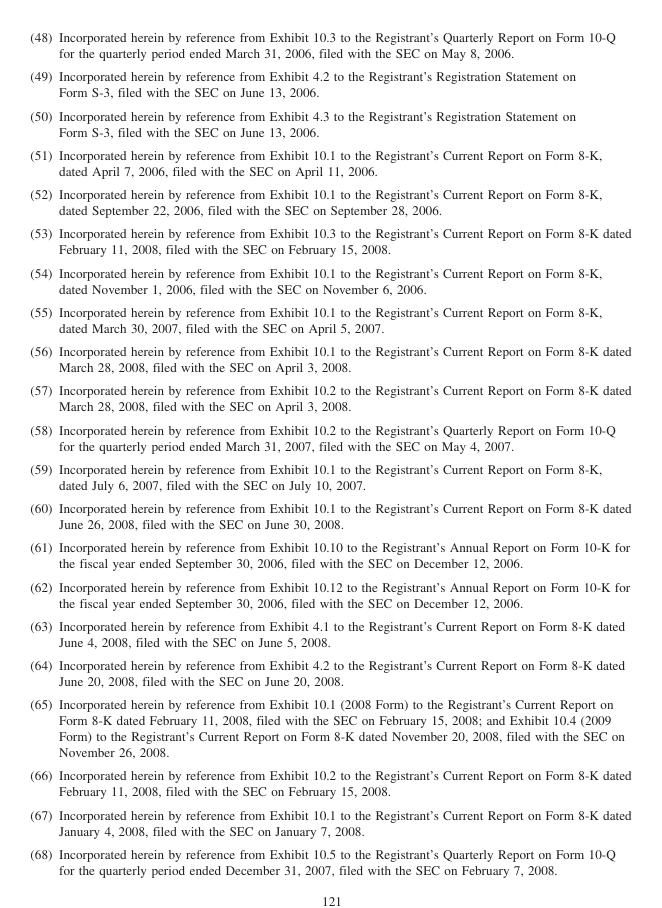 (48) Incorporated herein by reference from Exhibit 10.3 to the Registrant’s Quarterly Report on Form 10-Q
for the quarterly period ended March 31, 2006, filed with the SEC on May 8, 2006.
(49) Incorporated herein by reference from Exhibit 4.2 to the Registrant’s Registration Statement on
Form S-3, filed with the SEC on June 13, 2006.
(50) Incorporated herein by reference from Exhibit 4.3 to the Registrant’s Registration Statement on
Form S-3, filed with the SEC on June 13, 2006.
(51) Incorporated herein by reference from Exhibit 10.1 to the Registrant’s Current Report on Form 8-K,
dated April 7, 2006, filed with the SEC on April 11, 2006.
(52) Incorporated herein by reference from Exhibit 10.1 to the Registrant’s Current Report on Form 8-K,
dated September 22, 2006, filed with the SEC on September 28, 2006.
(53) Incorporated herein by reference from Exhibit 10.3 to the Registrant’s Current Report on Form 8-K dated
February 11, 2008, filed with the SEC on February 15, 2008.
(54) Incorporated herein by reference from Exhibit 10.1 to the Registrant’s Current Report on Form 8-K,
dated November 1, 2006, filed with the SEC on November 6, 2006.
(55) Incorporated herein by reference from Exhibit 10.1 to the Registrant’s Current Report on Form 8-K,
dated March 30, 2007, filed with the SEC on April 5, 2007.
(56) Incorporated herein by reference from Exhibit 10.1 to the Registrant’s Current Report on Form 8-K dated
March 28, 2008, filed with the SEC on April 3, 2008.
(57) Incorporated herein by reference from Exhibit 10.2 to the Registrant’s Current Report on Form 8-K dated
March 28, 2008, filed with the SEC on April 3, 2008.
(58) Incorporated herein by reference from Exhibit 10.2 to the Registrant’s Quarterly Report on Form 10-Q
for the quarterly period ended March 31, 2007, filed with the SEC on May 4, 2007.
(59) Incorporated herein by reference from Exhibit 10.1 to the Registrant’s Current Report on Form 8-K,
dated July 6, 2007, filed with the SEC on July 10, 2007.
(60) Incorporated herein by reference from Exhibit 10.1 to the Registrant’s Current Report on Form 8-K dated
June 26, 2008, filed with the SEC on June 30, 2008.
(61) Incorporated herein by reference from Exhibit 10.10 to the Registrant’s Annual Report on Form 10-K for
the fiscal year ended September 30, 2006, filed with the SEC on December 12, 2006.
(62) Incorporated herein by reference from Exhibit 10.12 to the Registrant’s Annual Report on Form 10-K for
the fiscal year ended September 30, 2006, filed with the SEC on December 12, 2006.
(63) Incorporated herein by reference from Exhibit 4.1 to the Registrant’s Current Report on Form 8-K dated
June 4, 2008, filed with the SEC on June 5, 2008.
(64) Incorporated herein by reference from Exhibit 4.2 to the Registrant’s Current Report on Form 8-K dated
June 20, 2008, filed with the SEC on June 20, 2008.
(65) Incorporated herein by reference from Exhibit 10.1 (2008 Form) to the Registrant’s Current Report on
Form 8-K dated February 11, 2008, filed with the SEC on February 15, 2008; and Exhibit 10.4 (2009
Form) to the Registrant’s Current Report on Form 8-K dated November 20, 2008, filed with the SEC on
November 26, 2008.
(66) Incorporated herein by reference from Exhibit 10.2 to the Registrant’s Current Report on Form 8-K dated
February 11, 2008, filed with the SEC on February 15, 2008.
(67) Incorporated herein by reference from Exhibit 10.1 to the Registrant’s Current Report on Form 8-K dated
January 4, 2008, filed with the SEC on January 7, 2008.
(68) Incorporated herein by reference from Exhibit 10.5 to the Registrant’s Quarterly Report on Form 10-Q
for the quarterly period ended December 31, 2007, filed with the SEC on February 7, 2008.
121